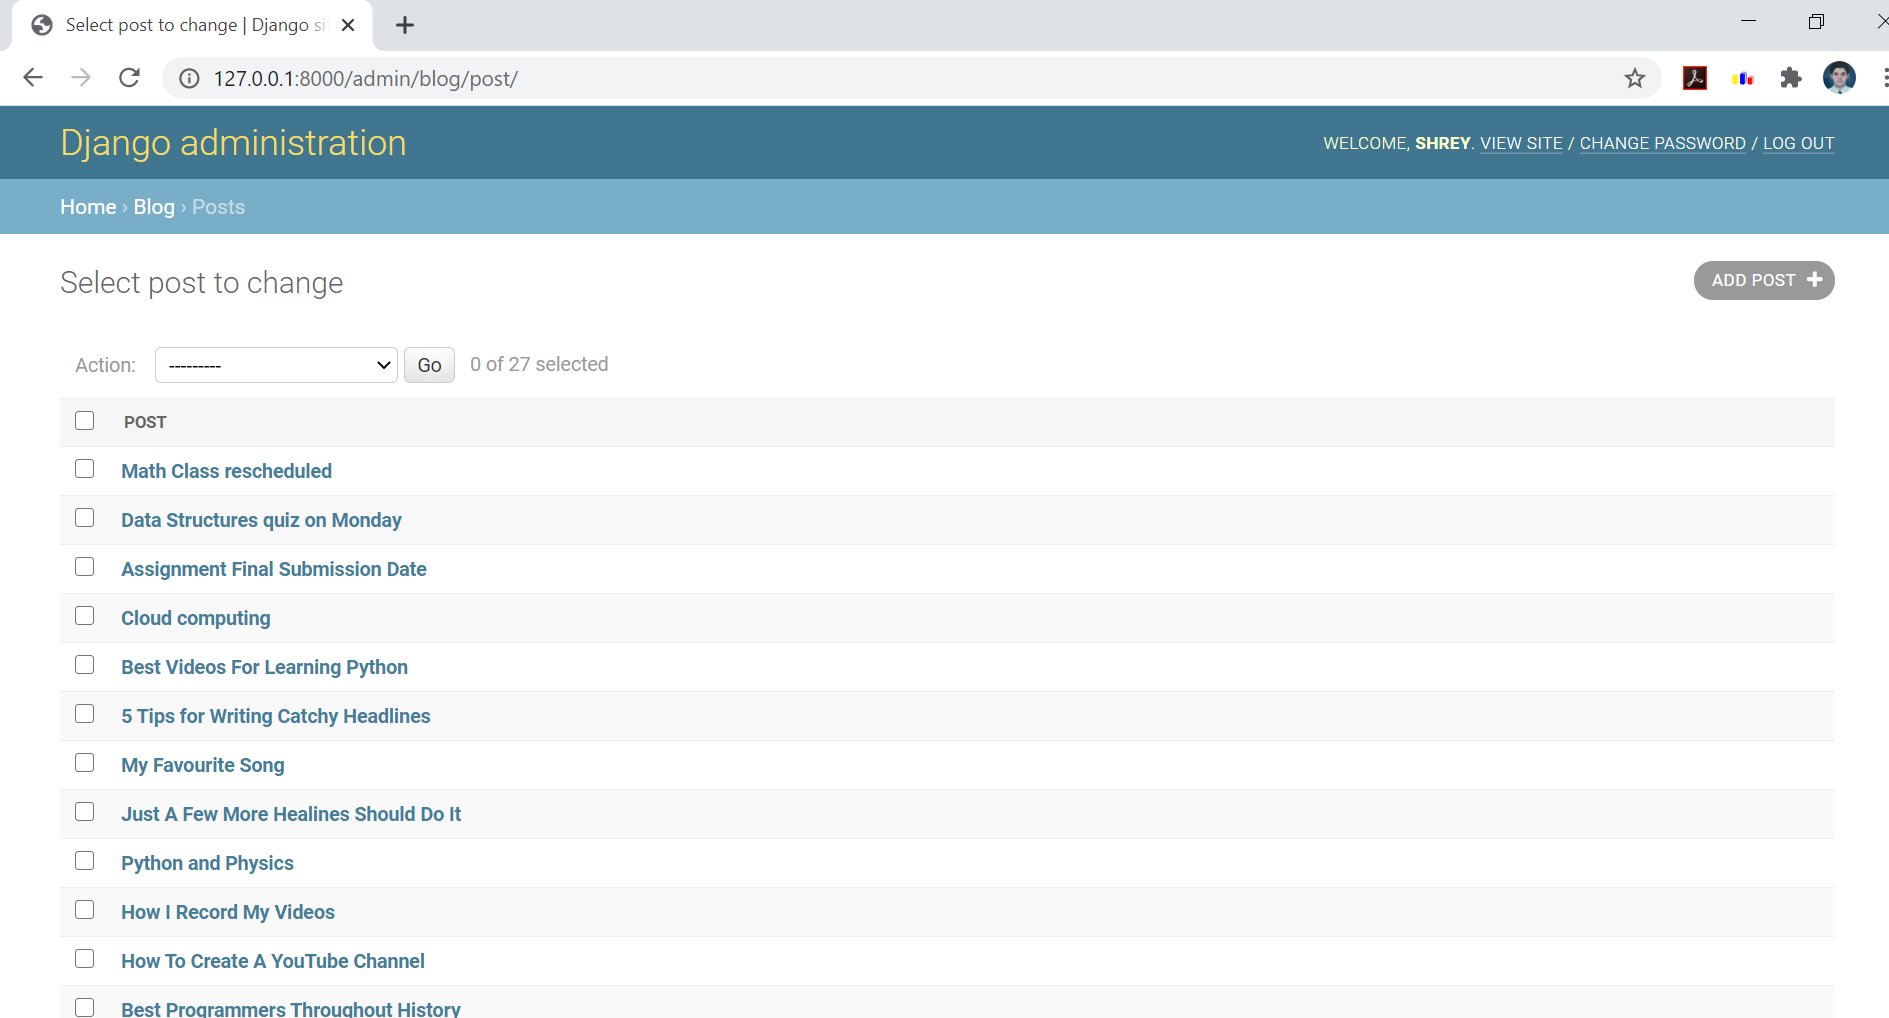 Select post to change | Django si
127.0.0.1:8000/admin/blog/post/
Django administration
WELCOME, SHREY. VIEW SITE / CHANGE PASSWORD / LOG OUT
Home › Blog › Posts
Select post to change
ADD POST +
Action: --------- Go 0 of 27 selected
POST
Math Class rescheduled
Data Structures quiz on Monday
Assignment Final Submission Date
Cloud computing
Best Videos For Learning Python
5 Tips for Writing Catchy Headlines
My Favourite Song
Just A Few More Healines Should Do It
Python and Physics
How I Record My Videos
How To Create A YouTube Channel
Best Programmers Throughout History